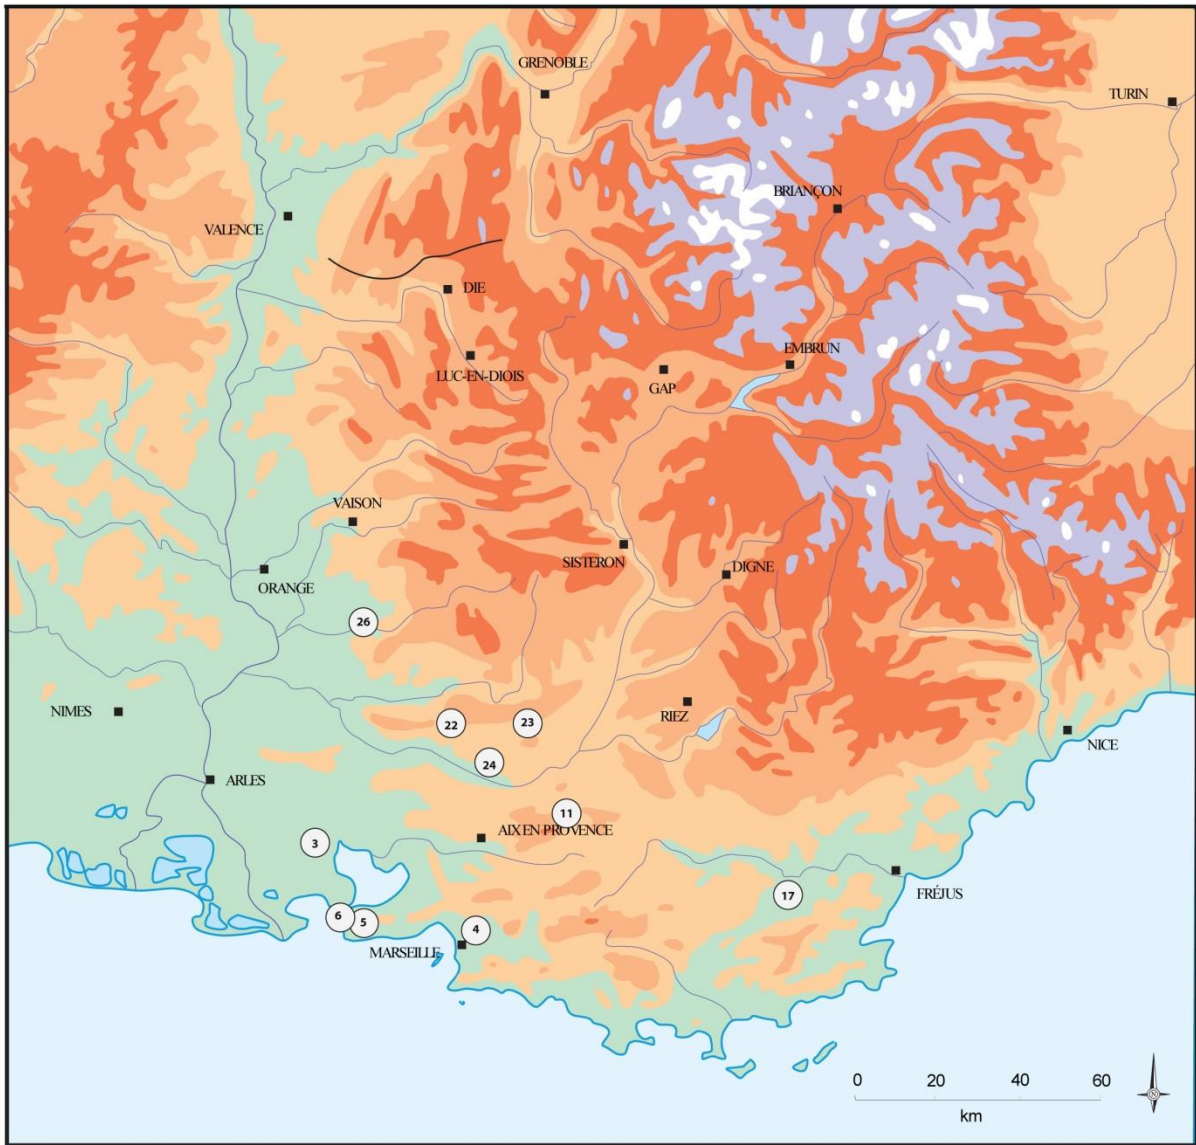 GRENOBLE
TURIN
BRIANÇON
VALENCE
DIE
EMBRUN
LUC-EN-DIOIS
GAP
VAISON
SISTERON
DIGNE
ORANGE
26
NIMES
22
23
RIEZ
NICE
24
ARLES
11
AIX EN PROVENCE
3
17
FRÉJUS
6
5
4
MARSEILLE
0 20 40 60
km
N